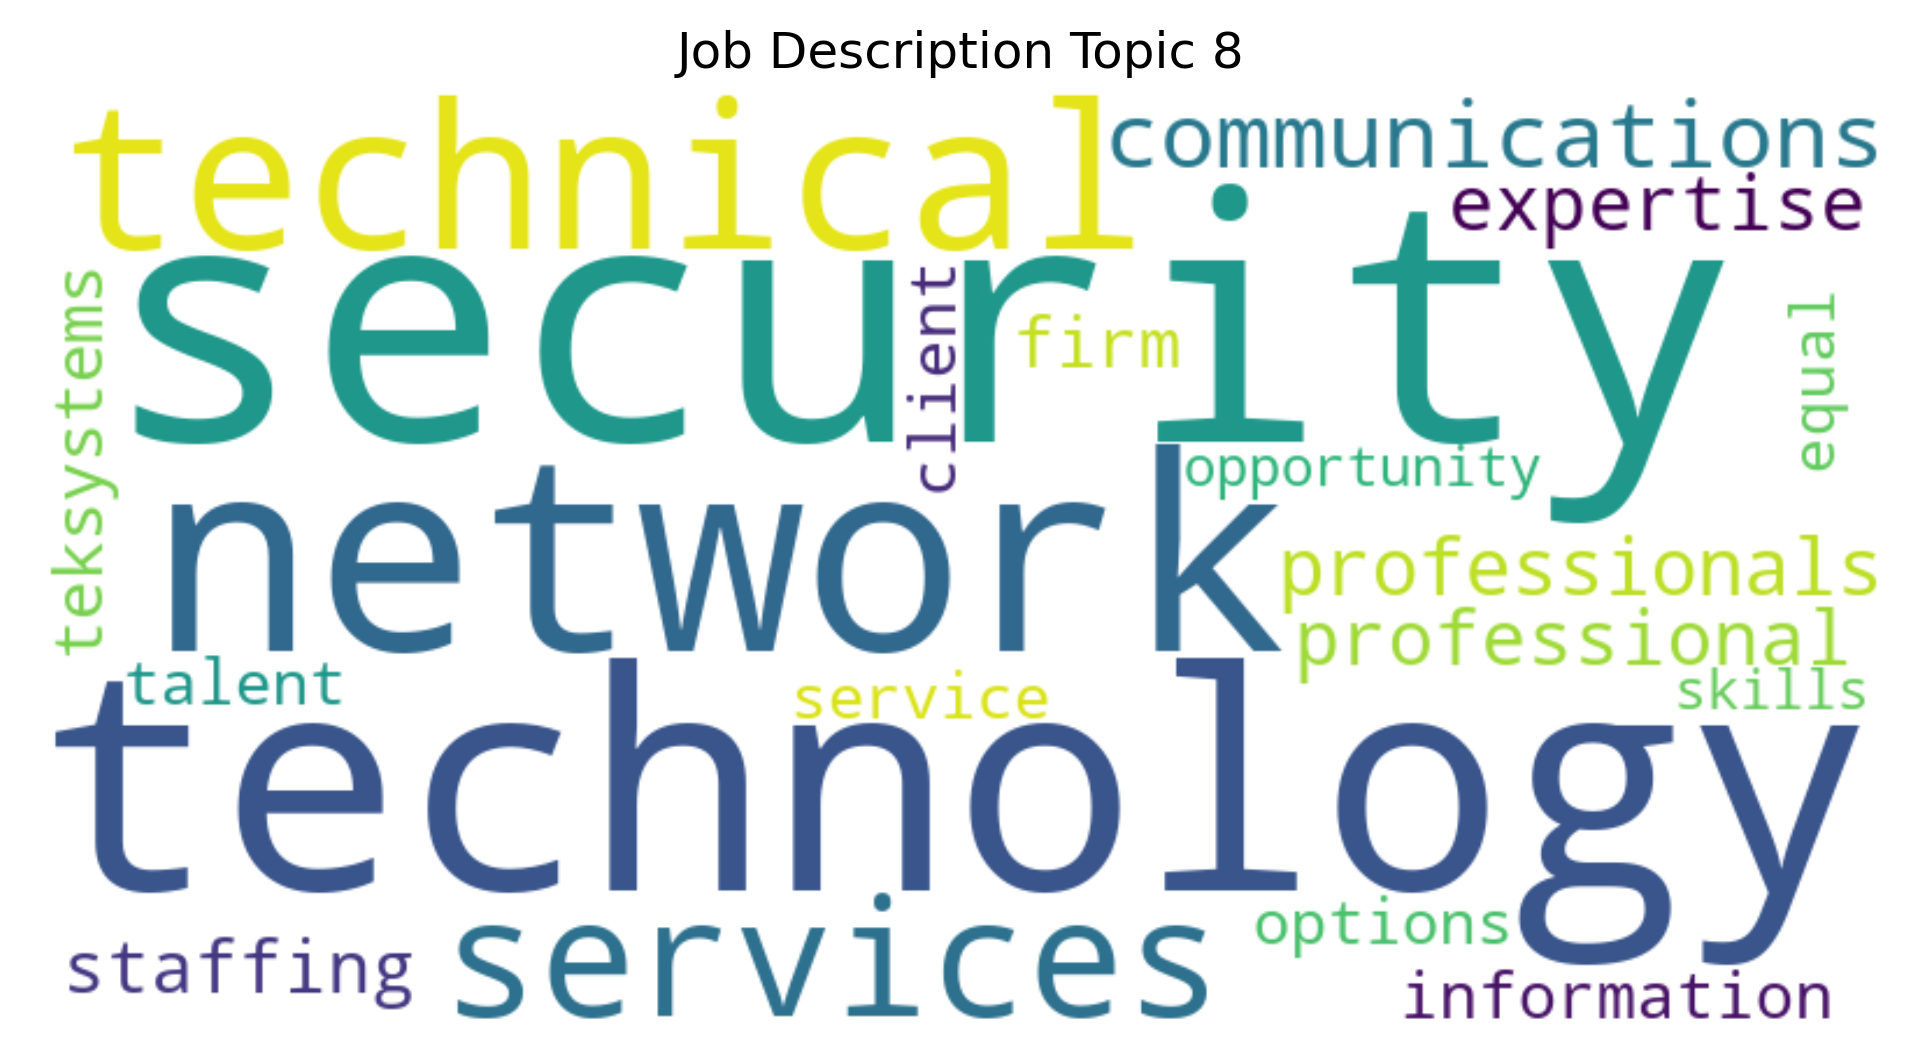 Job Description Topic 8
technical
communications
expertise
security
teksystems
client
firm
equal
opportunity
network
professionals
professional
talent
service
skills
technology
options
services
staffing
information